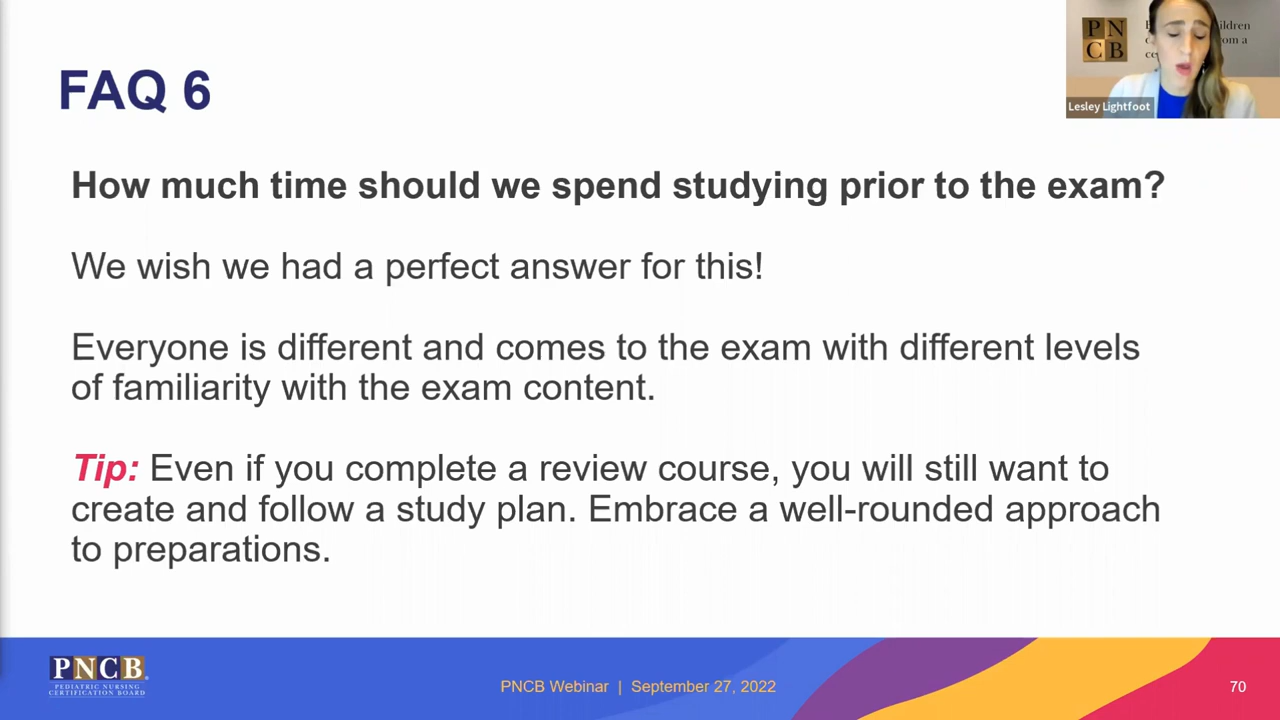 FAQ 6
PN
CB
ildren
om a
Lesley Lightfoot
How much time should we spend studying prior to the exam?
We wish we had a perfect answer for this!
Everyone is different and comes to the exam with different levels
of familiarity with the exam content.
Tip: Even if you complete a review course, you will still want to
create and follow a study plan. Embrace a well-rounded approach
to preparations.
PNCB
PEDIATRIC NURSING
CERTIFICATION BOARD
PNCB Webinar | September 27, 2022
70